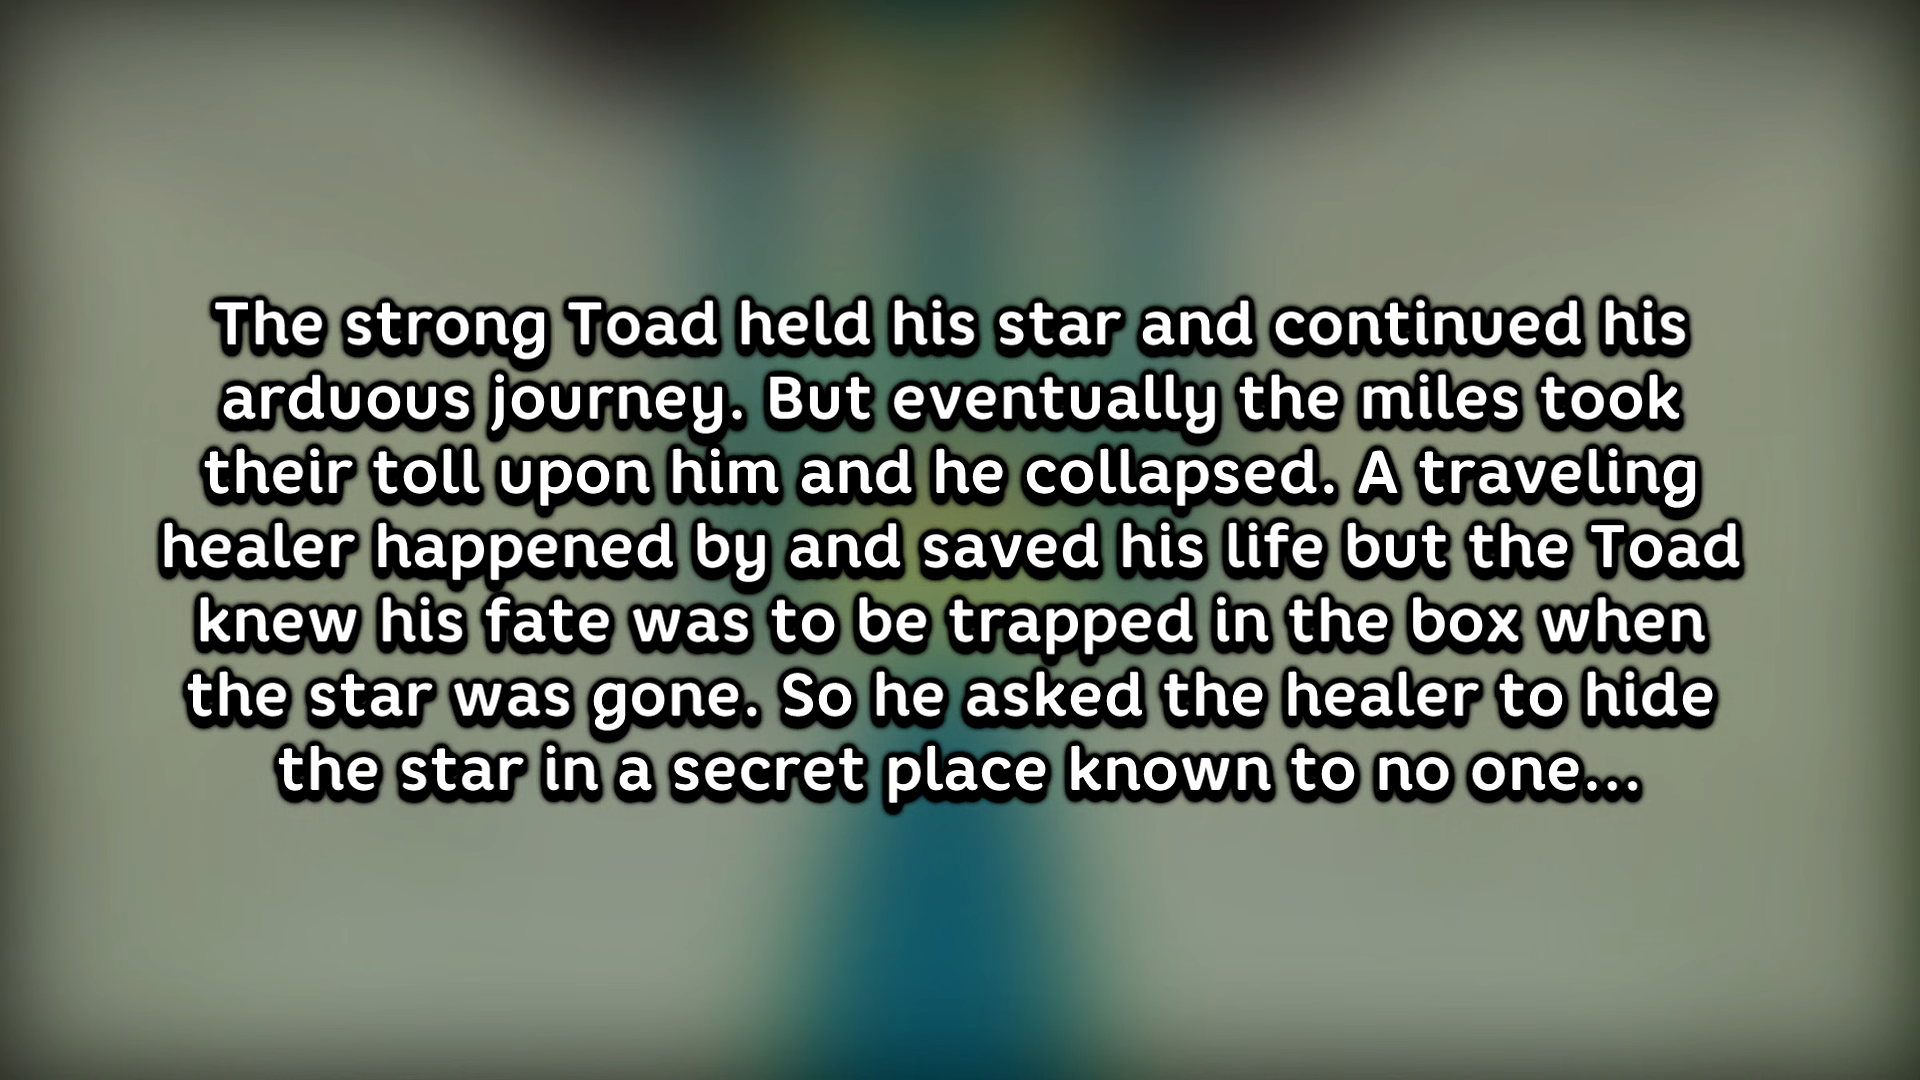 The strong Toad held his star and continued his
arduous journey. But eventually the miles took
their toll upon him and he collapsed. A traveling
healer happened by and saved his life but the Toad
knew his fate was to be trapped in the box when
the star was gone. So he asked the healer to hide
the star in a secret place known to no one...